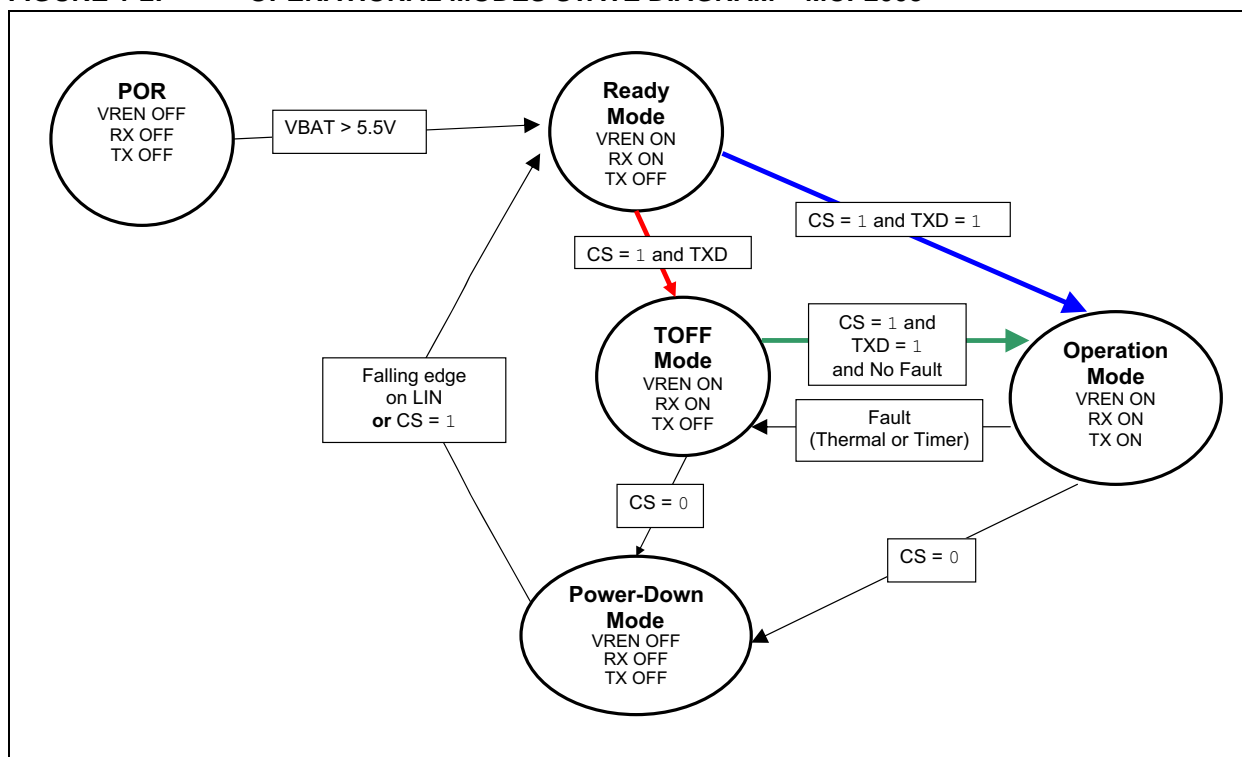 POR
VREN OFF
RX OFF
TX OFF
VBAT > 5.5V
Ready
Mode
VREN ON
RX ON
TX OFF
CS = 1 and TXD = 1
CS = 1 and TXD
TOFF
Mode
VREN ON
RX ON
TX OFF
CS = 1 and
TXD = 1
and No Fault
Operation
Mode
VREN ON
RX ON
TX ON
Falling edge
on LIN
or CS = 1
Fault
(Thermal or Timer)
CS = 0
CS = 0
Power-Down
Mode
VREN OFF
RX OFF
TX OFF